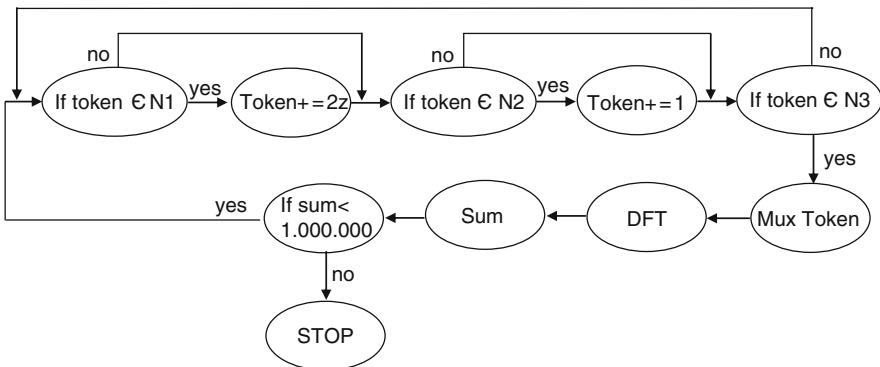 no
no
no
If token Є N1
yes
Token+=2z
If token Є N2
yes
Token+=1
If token Є N3
yes
yes
If sum<
1.000.000
Sum
DFT
Mux Token
no
STOP